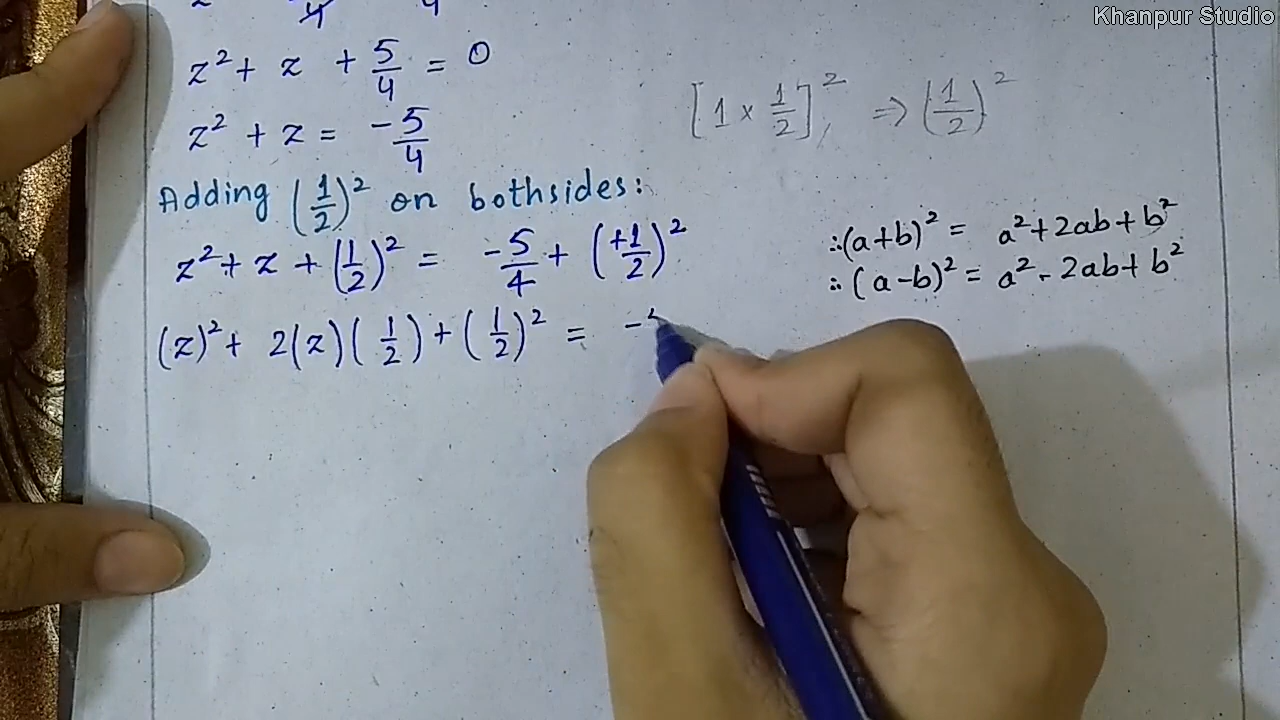 Khanpur Studio
z² + z + 5/4 = 0
z² + z = -5/4
[1 × 1/2]², ⇒ (1/2)²
Adding (1/2)² on bothsides:
z² + z + (1/2)² = -5/4 + (+1/2)²
∴(a+b)² = a²+2ab+b²
∴(a-b)² = a²-2ab+b²
(z)² + 2(z)(1/2) + (1/2)² = -